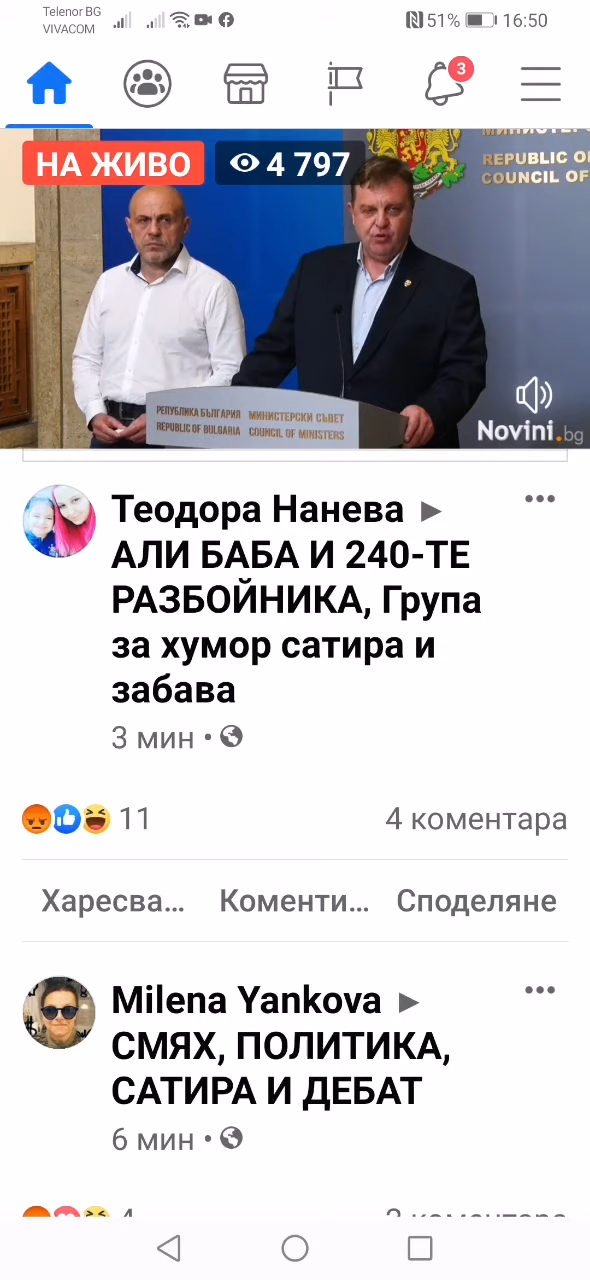 Telenor BG
VIVACOM
51% 16:50
3
НА ЖИВО 4 797
REPUBLIC
COUNCIL OF
РЕПУБЛИКА БЪЛГАРИЯ МИНИСТЕРСКИ СЪВЕТ
REPUBLIC OF BULGARIA COUNCIL OF MINISTERS
Novini.bg
Теодора Нанева ▶
АЛИ БАБА И 240-ТЕ
РАЗБОЙНИКА, Група
за хумор сатира и
забава
3 мин •
11 4 коментара
Харесва... Коменти... Споделяне
Milena Yankova ▶
СМЯХ, ПОЛИТИКА,
САТИРА И ДЕБАТ
6 мин •